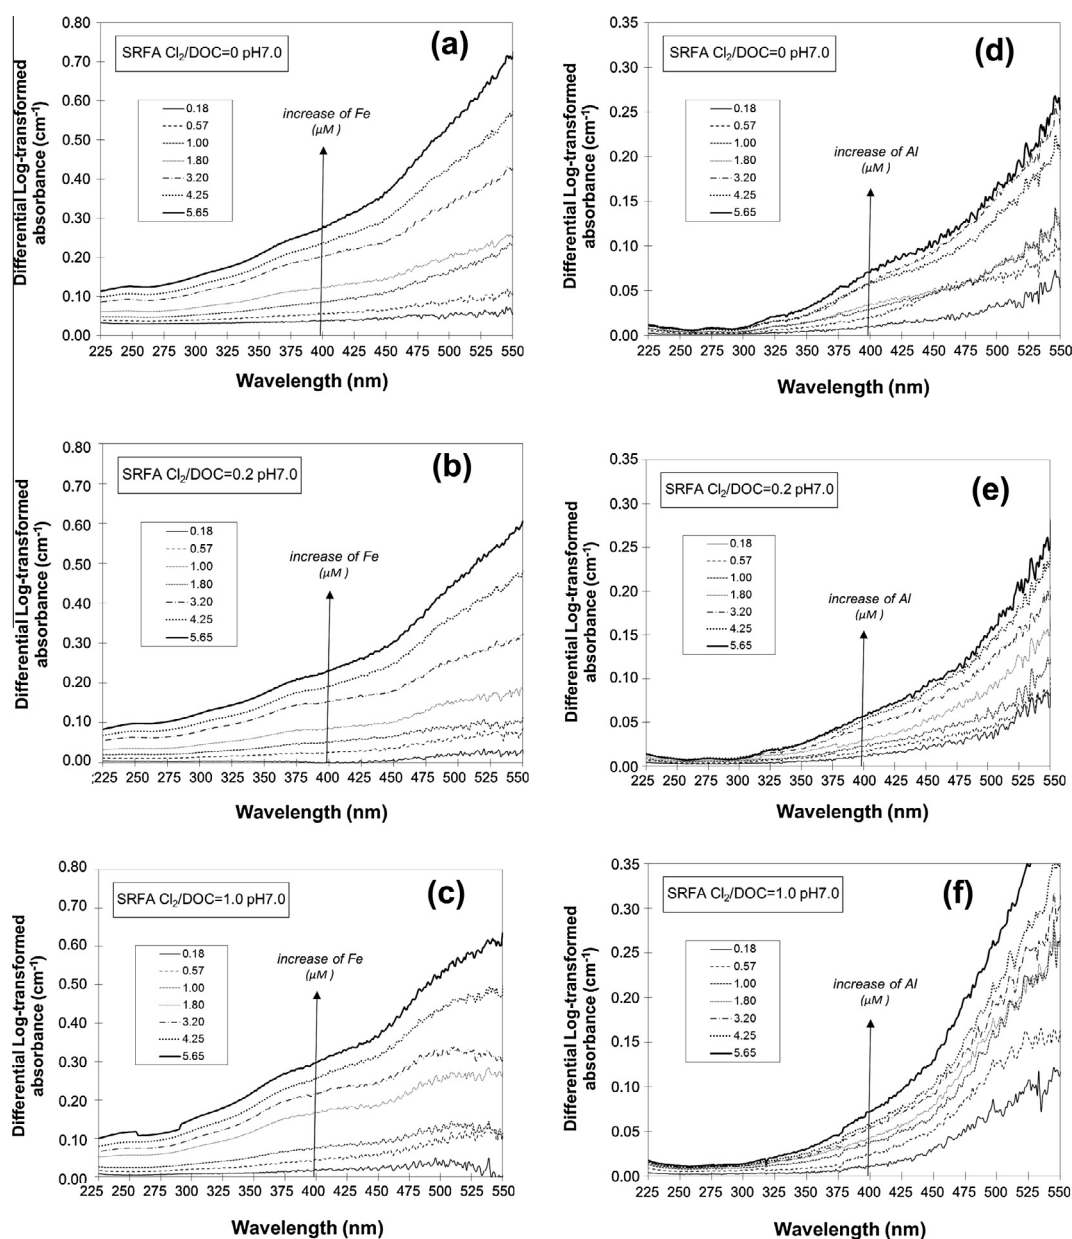 (a)
SRFA Cl₂/DOC=0 pH7.0
increase of Fe
(μM )
0.18
0.57
1.00
1.80
3.20
4.25
5.65
Differential Log-transformed
absorbance (cm⁻¹)
0.80
0.70
0.60
0.50
0.40
0.30
0.20
0.10
0.00
225 250 275 300 325 350 375 400 425 450 475 500 525 550
Wavelength (nm)
(d)
SRFA Cl₂/DOC=0 pH7.0
increase of Al
(μM )
0.18
0.57
1.00
1.80
3.20
4.25
5.65
Differential Log-transformed
absorbance (cm⁻¹)
0.35
0.30
0.25
0.20
0.15
0.10
0.05
0.00
225 250 275 300 325 350 375 400 425 450 475 500 525 550
Wavelength (nm)
(b)
SRFA Cl₂/DOC=0.2 pH7.0
increase of Fe
(μM )
0.18
0.57
1.00
1.80
3.20
4.25
5.65
Differential Log-transformed
absorbance (cm⁻¹)
0.80
0.70
0.60
0.50
0.40
0.30
0.20
0.10
0.00
225 250 275 300 325 350 375 400 425 450 475 500 525 550
Wavelength (nm)
(e)
SRFA Cl₂/DOC=0.2 pH7.0
increase of Al
(μM )
0.18
0.57
1.00
1.80
3.20
4.25
5.65
Differential Log-transformed
absorbance (cm⁻¹)
0.35
0.30
0.25
0.20
0.15
0.10
0.05
0.00
225 250 275 300 325 350 375 400 425 450 475 500 525 550
Wavelength (nm)
(c)
SRFA Cl₂/DOC=1.0 pH7.0
increase of Fe
(μM )
0.18
0.57
1.00
1.80
3.20
4.25
5.65
Differential Log-transformed
absorbance (cm⁻¹)
0.80
0.70
0.60
0.50
0.40
0.30
0.20
0.10
0.00
225 250 275 300 325 350 375 400 425 450 475 500 525 550
Wavelength (nm)
(f)
SRFA Cl₂/DOC=1.0 pH7.0
increase of Al
(μM )
0.18
0.57
1.00
1.80
3.20
4.25
5.65
Differential Log-transformed
absorbance (cm⁻¹)
0.35
0.30
0.25
0.20
0.15
0.10
0.05
0.00
225 250 275 300 325 350 375 400 425 450 475 500 525 550
Wavelength (nm)